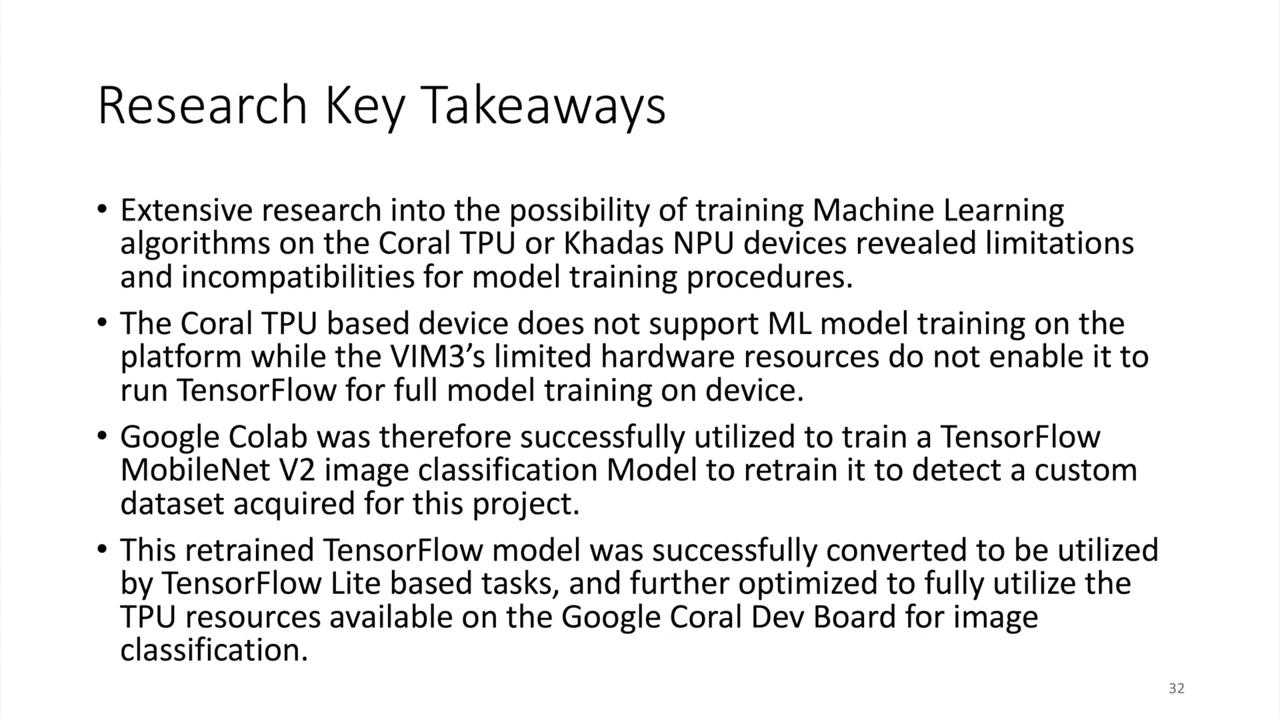 Research Key Takeaways
• Extensive research into the possibility of training Machine Learning
algorithms on the Coral TPU or Khadas NPU devices revealed limitations
and incompatibilities for model training procedures.
• The Coral TPU based device does not support ML model training on the
platform while the VIM3’s limited hardware resources do not enable it to
run TensorFlow for full model training on device.
• Google Colab was therefore successfully utilized to train a TensorFlow
MobileNet V2 image classification Model to retrain it to detect a custom
dataset acquired for this project.
• This retrained TensorFlow model was successfully converted to be utilized
by TensorFlow Lite based tasks, and further optimized to fully utilize the
TPU resources available on the Google Coral Dev Board for image
classification.
32